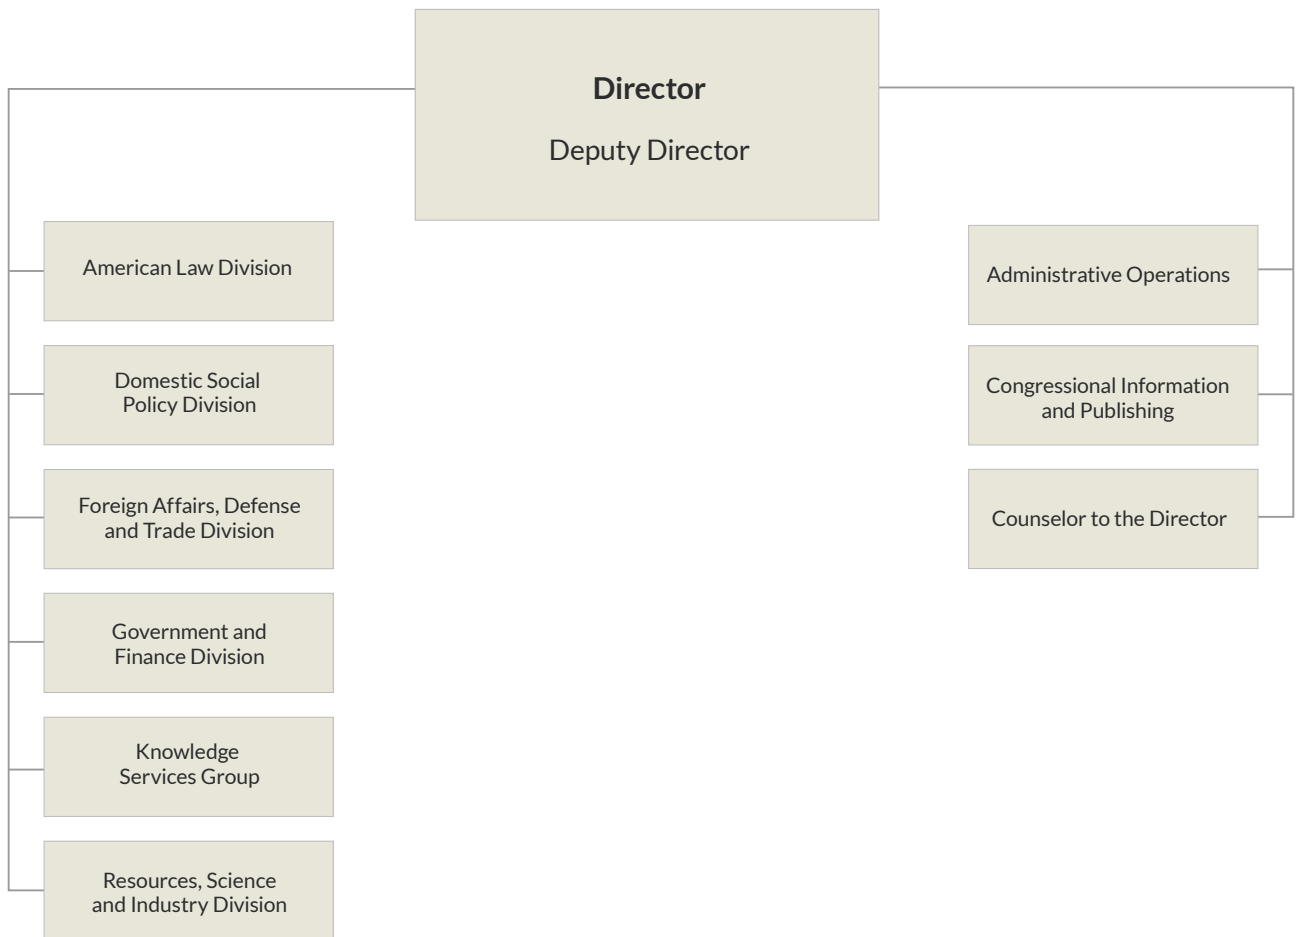 Director
Deputy Director
American Law Division
Domestic Social
Policy Division
Foreign Affairs, Defense
and Trade Division
Government and
Finance Division
Knowledge
Services Group
Resources, Science
and Industry Division
Administrative Operations
Congressional Information
and Publishing
Counselor to the Director